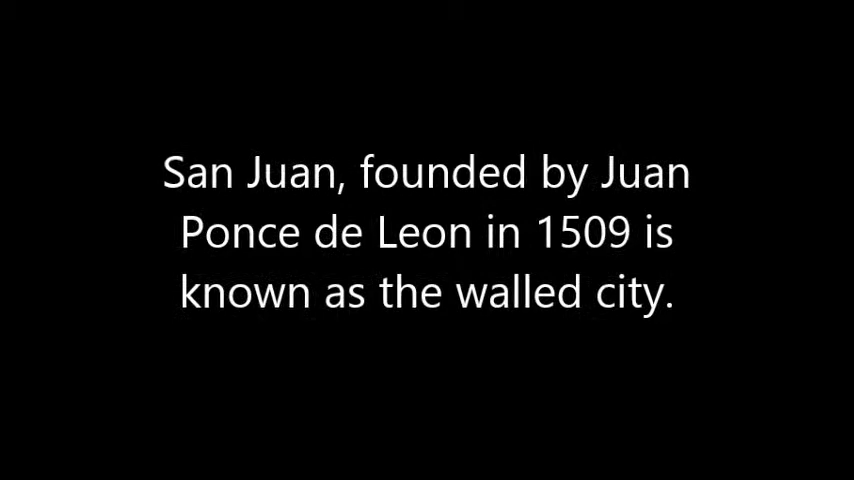 San Juan, founded by Juan
Ponce de Leon in 1509 is
known as the walled city.